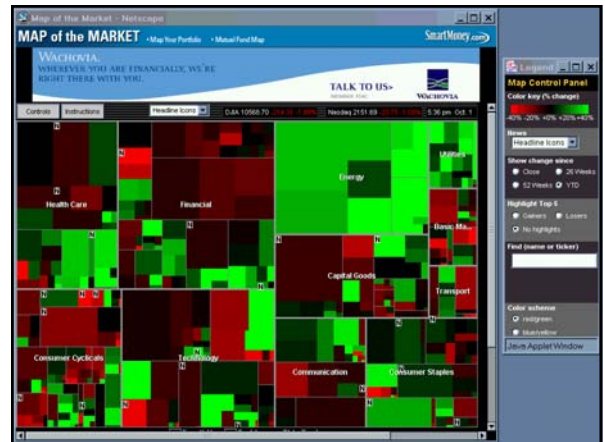 Map of the Market - Netscape
MAP of the MARKET • Map Your Portfolio • Mutual Fund Map SmartMoney.com
WACHOVIA.
WHEREVER YOU ARE FINANCIALLY, WE'RE
RIGHT THERE WITH YOU.
TALK TO US>
WACHOVIA
Controls Instructions Headline Icons DJIA 10568.70 Nasdaq 2151.69 5:36 pm Oct. 1
Health Care
Financial
Energy
Utilities
Basic Ma...
Capital Goods
Transport
Consumer Cyclicals
Technology
Communication
Consumer Staples
Legend
Map Control Panel
Color key (% change)
-40% -20% +0% +20% +40%
News
Headline Icons
Show change since
Close 26 Weeks
52 Weeks YTD
Highlight Top 5
Gainers Losers
No highlights
Find (name or ticker)
Color scheme
red/green
blue/yellow
Java Applet Window